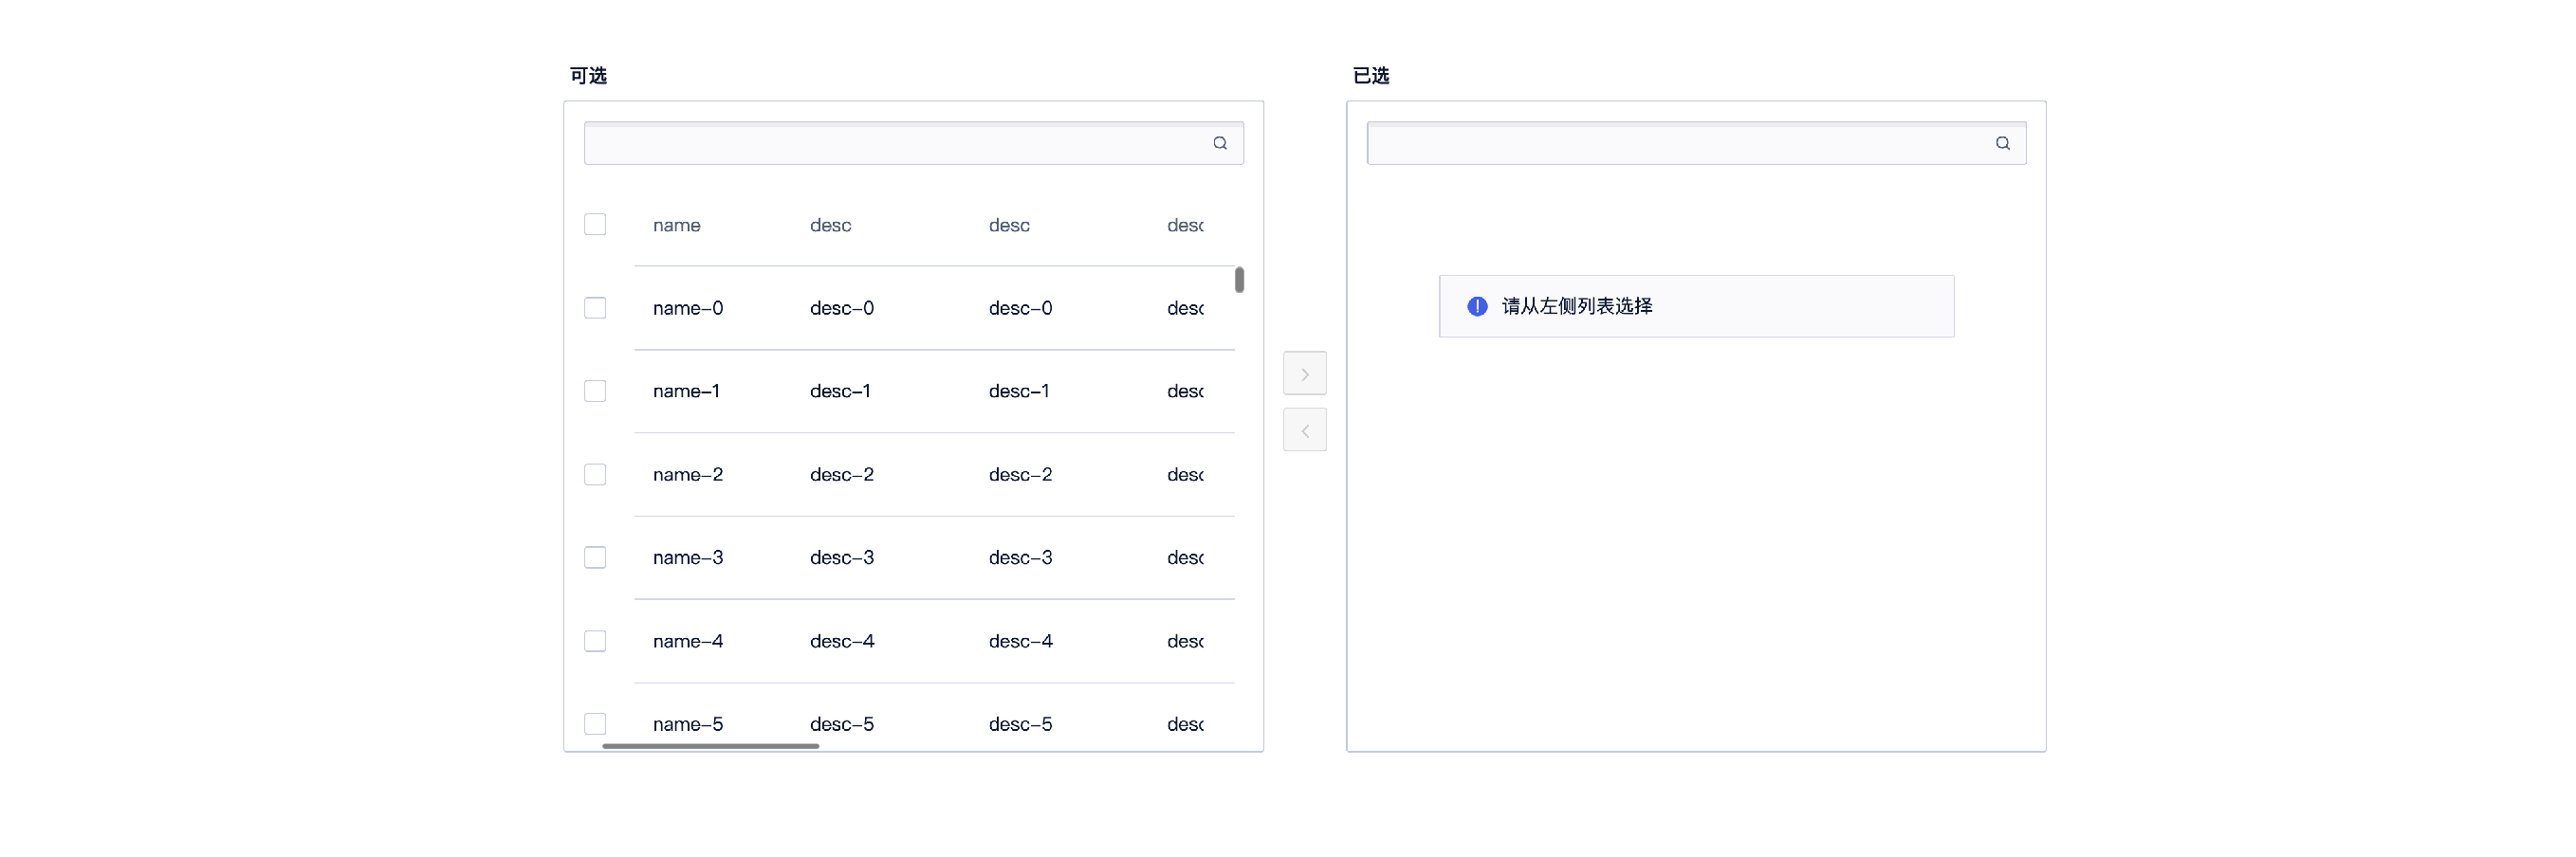 可选
已选
name desc desc desc
name-0 desc-0 desc-0 desc
name-1 desc-1 desc-1 desc
name-2 desc-2 desc-2 desc
name-3 desc-3 desc-3 desc
name-4 desc-4 desc-4 desc
name-5 desc-5 desc-5 desc
请从左侧列表选择